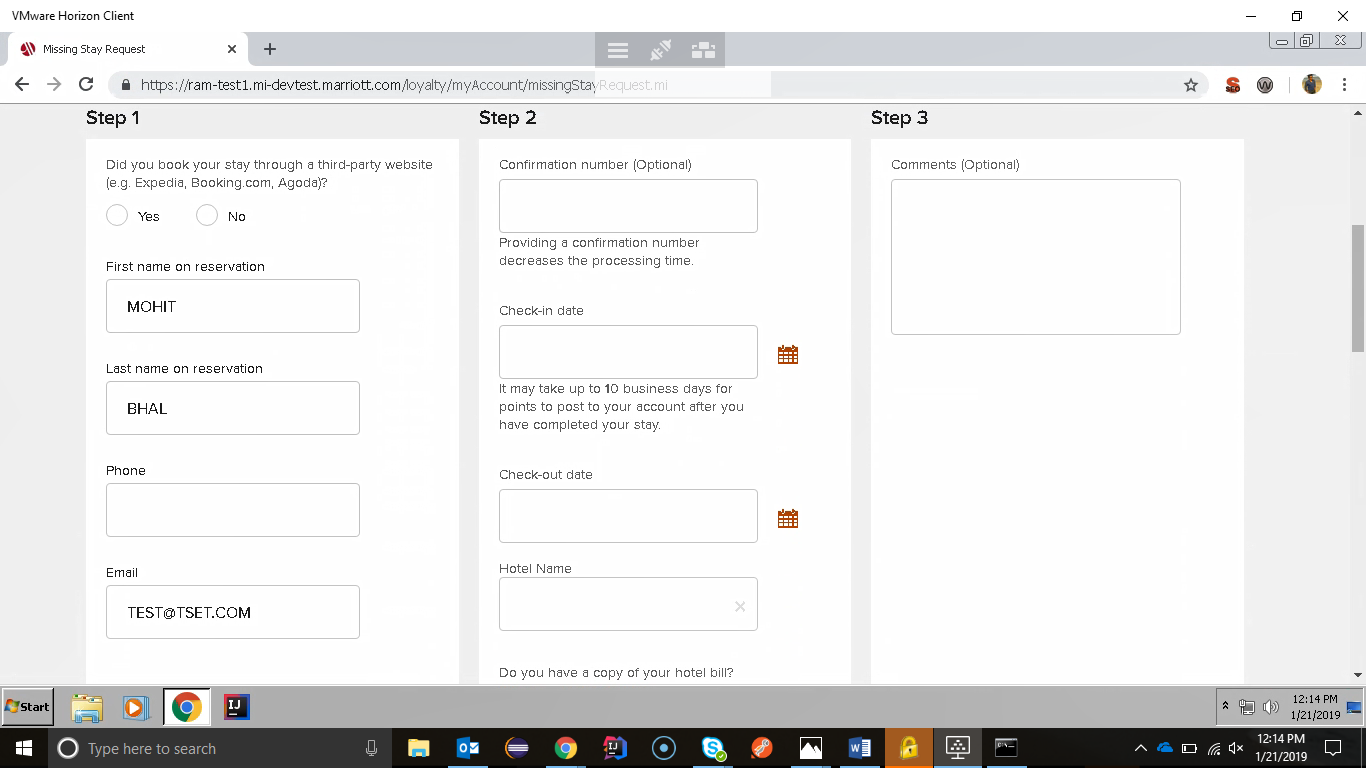 VMware Horizon Client
Missing Stay Request
https://ram-test1.mi-devtest.marriott.com/loyalty/myAccount/missingStayRequest.mi
Step 1
Did you book your stay through a third-party website
(e.g. Expedia, Booking.com, Agoda)?
Yes
No
First name on reservation
MOHIT
Last name on reservation
BHAL
Phone
Email
TEST@TSET.COM
Step 2
Confirmation number (Optional)
Providing a confirmation number
decreases the processing time.
Check-in date
It may take up to 10 business days for
points to post to your account after you
have completed your stay.
Check-out date
Hotel Name
Do you have a copy of your hotel bill?
Step 3
Comments (Optional)
Start
IJ
12:14 PM
1/21/2019
Type here to search
12:14 PM
1/21/2019